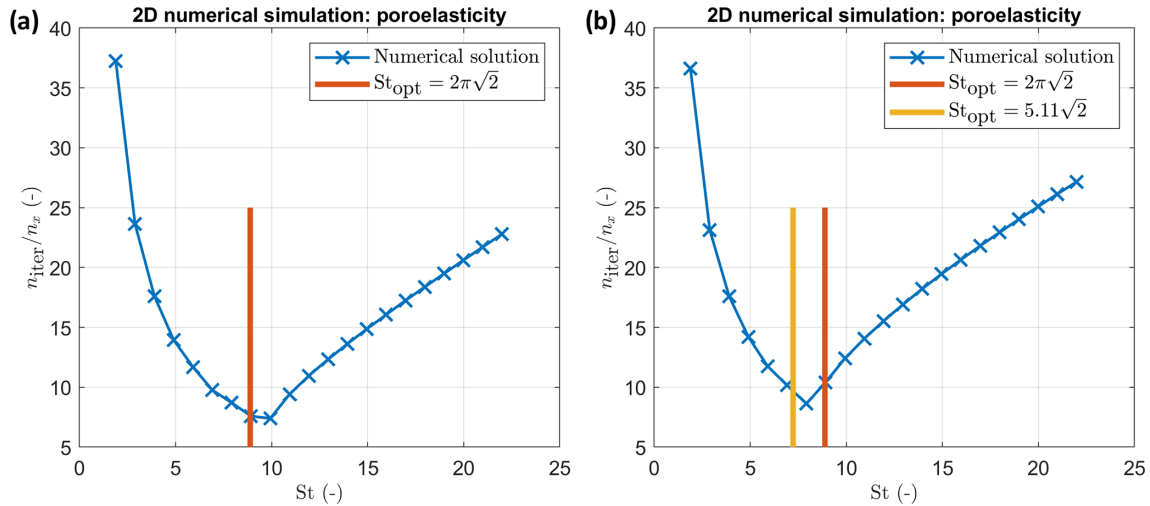 (a)
2D numerical simulation: poroelasticity
40
35
30
25
20
15
10
5
0
5
10
15
20
25
n_iter/n_x (-)
St (-)
Numerical solution
St_opt = 2π√2
(b)
2D numerical simulation: poroelasticity
40
35
30
25
20
15
10
5
0
5
10
15
20
25
n_iter/n_x (-)
St (-)
Numerical solution
St_opt = 2π√2
St_opt = 5.11√2